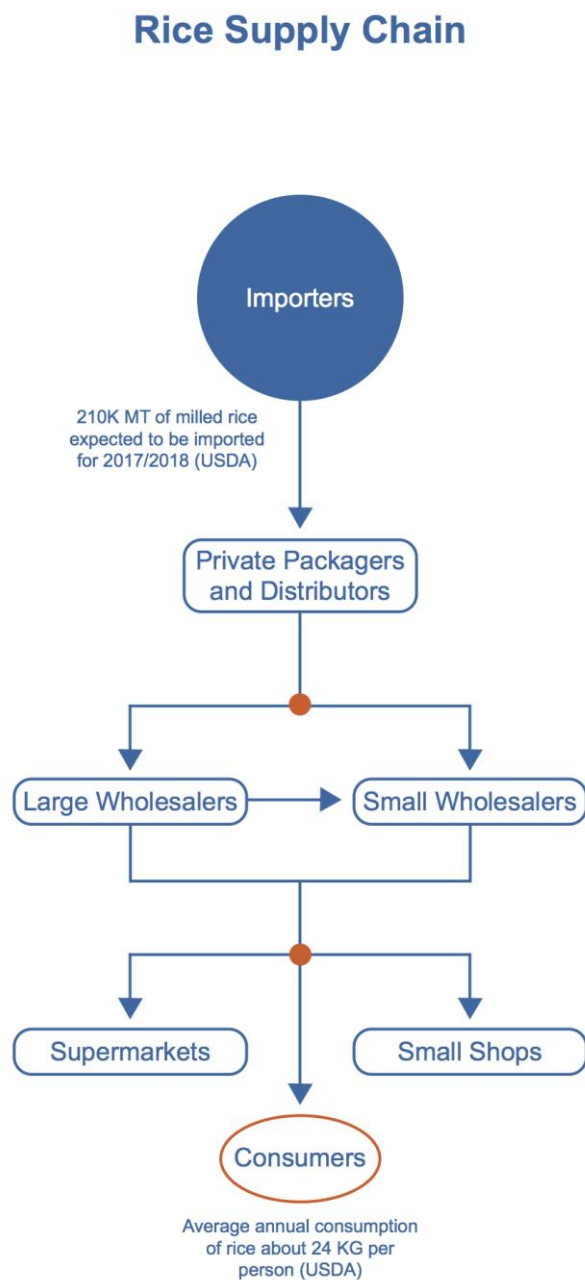 Rice Supply Chain
Importers
210K MT of milled rice
expected to be imported
for 2017/2018 (USDA)
Private Packagers
and Distributors
Large Wholesalers
Small Wholesalers
Supermarkets
Small Shops
Consumers
Average annual consumption
of rice about 24 KG per
person (USDA)